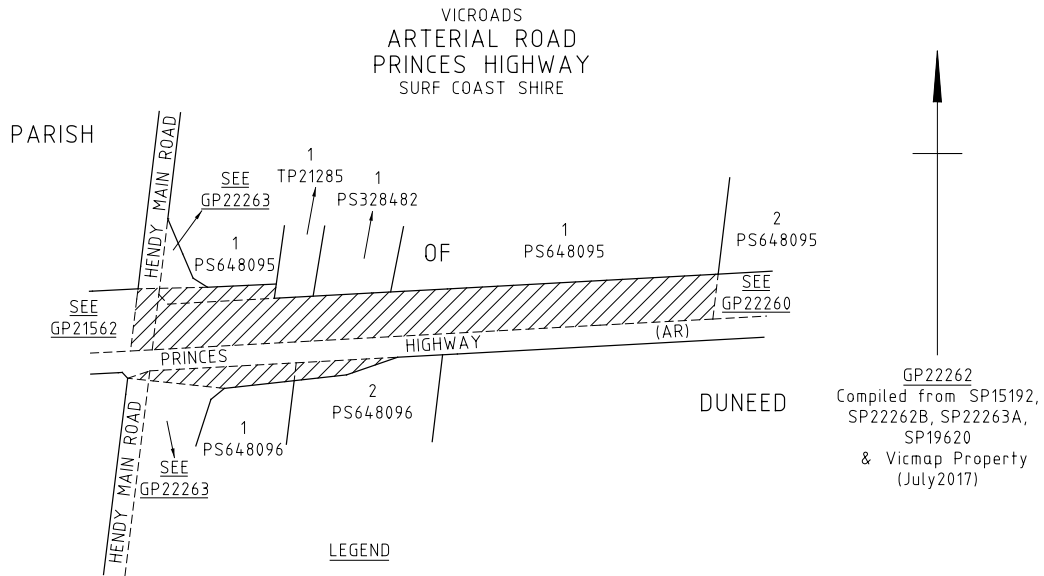 VICROADS
ARTERIAL ROAD
PRINCES HIGHWAY
SURF COAST SHIRE
PARISH
HENDY MAIN ROAD
SEE
GP22263
1
TP21285
1
PS328482
1
PS648095
OF
1
PS648095
2
PS648095
SEE
GP21562
SEE
GP22260
PRINCES
HIGHWAY
(AR)
HENDY MAIN ROAD
1
PS648096
2
PS648096
DUNEED
SEE
GP22263
LEGEND
GP22262
Compiled from SP15192,
SP22262B, SP22263A,
SP19620
& Vicmap Property
(July2017)